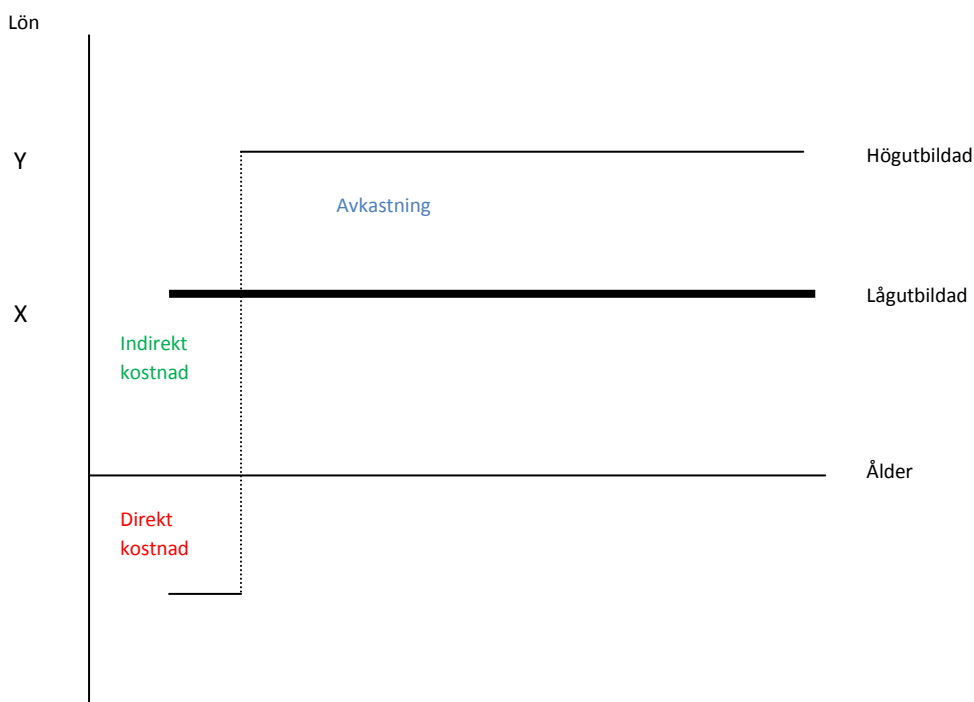 Lön
Y
Högutbildad
Avkastning
X
Lågutbildad
Indirekt
kostnad
Ålder
Direkt
kostnad